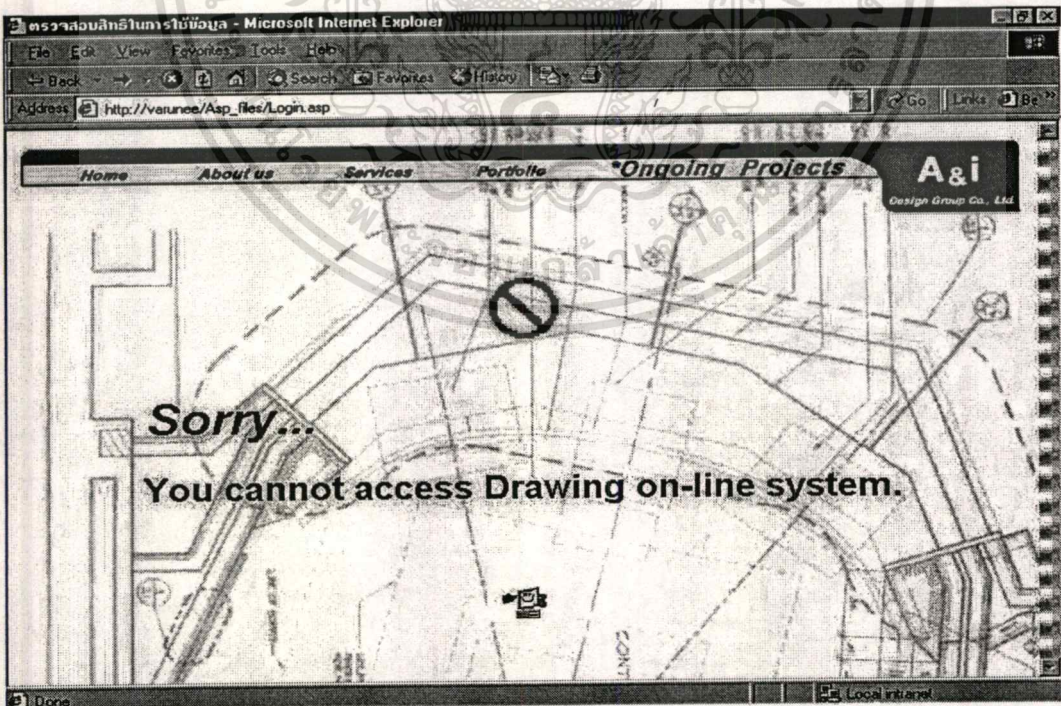 ตรวจสอบสิทธิในการใช้ข้อมูล - Microsoft Internet Explorer
File Edit View Favorites Tools Help
Back Search Favorites History
Address http://varunee/Asp_files/Login.asp Go Links Be
Home About us Services Portfolio *Ongoing Projects
A&i
Design Group Co., Ltd.
Sorry...
You cannot access Drawing on-line system.
CONT
Done Local intranet